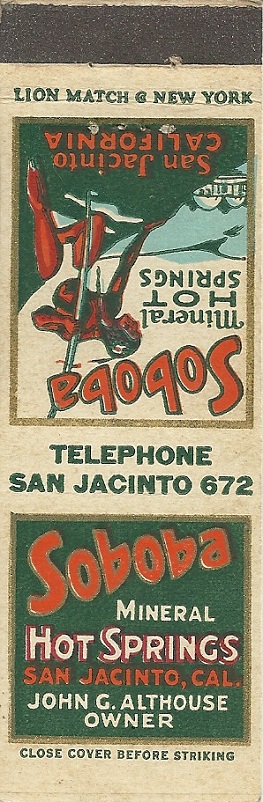 LION MATCH CO NEW YORK
Soboba
Mineral
HOT
SPRINGS
San Jacinto
CALIFORNIA
TELEPHONE
SAN JACINTO 672
Soboba
MINERAL
HOT SPRINGS
SAN JACINTO, CAL.
JOHN G. ALTHOUSE
OWNER
CLOSE COVER BEFORE STRIKING